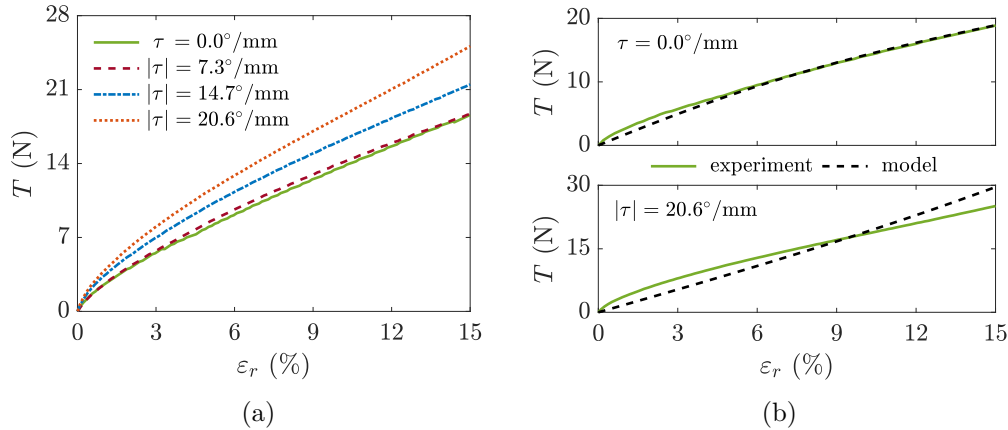 28
21
14
7
0
T (N)
τ = 0.0°/mm
|τ| = 7.3°/mm
|τ| = 14.7°/mm
|τ| = 20.6°/mm
0 3 6 9 12 15
ε_r (%)
(a)
20
10
0
T (N)
τ = 0.0°/mm
experiment model
30
15
0
T (N)
|τ| = 20.6°/mm
0 3 6 9 12 15
ε_r (%)
(b)